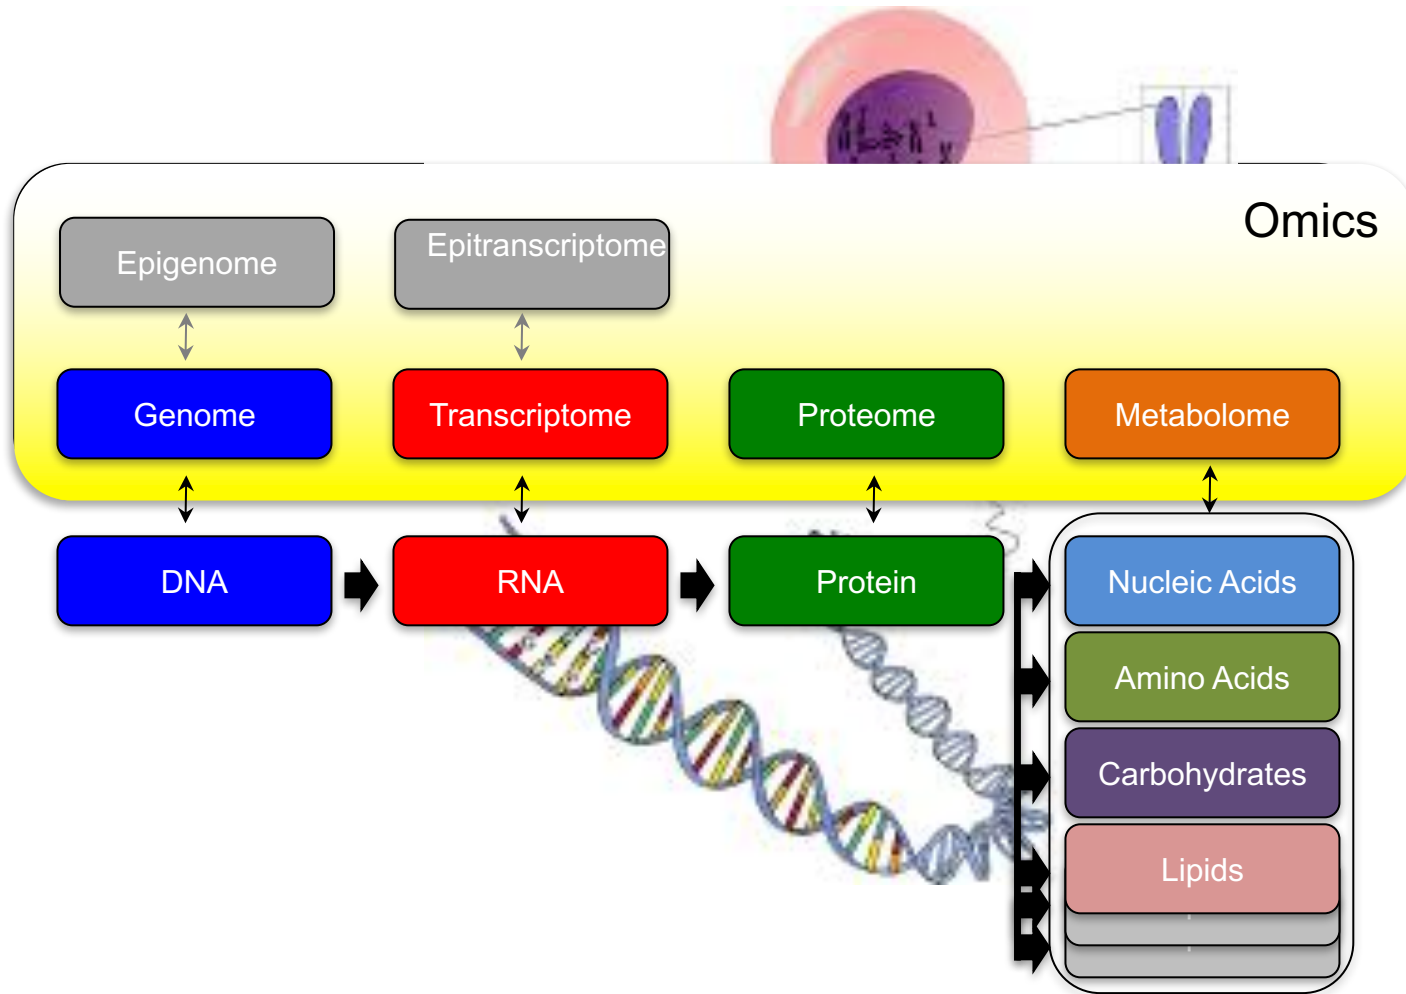 Omics
Epigenome
Epitranscriptome
Genome
Transcriptome
Proteome
Metabolome
DNA
RNA
Protein
Nucleic Acids
Amino Acids
Carbohydrates
Lipids